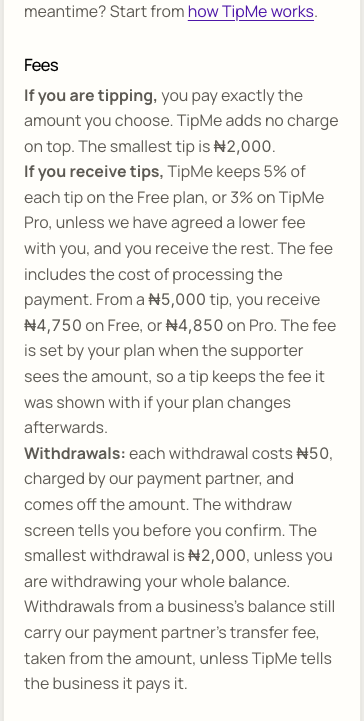 meantime? Start from how TipMe works.
Fees
If you are tipping, you pay exactly the
amount you choose. TipMe adds no charge
on top. The smallest tip is ₦2,000.
If you receive tips, TipMe keeps 5% of
each tip on the Free plan, or 3% on TipMe
Pro, unless we have agreed a lower fee
with you, and you receive the rest. The fee
includes the cost of processing the
payment. From a ₦5,000 tip, you receive
₦4,750 on Free, or ₦4,850 on Pro. The fee
is set by your plan when the supporter
sees the amount, so a tip keeps the fee it
was shown with if your plan changes
afterwards.
Withdrawals: each withdrawal costs ₦50,
charged by our payment partner, and
comes off the amount. The withdraw
screen tells you before you confirm. The
smallest withdrawal is ₦2,000, unless you
are withdrawing your whole balance.
Withdrawals from a business's balance still
carry our payment partner's transfer fee,
taken from the amount, unless TipMe tells
the business it pays it.